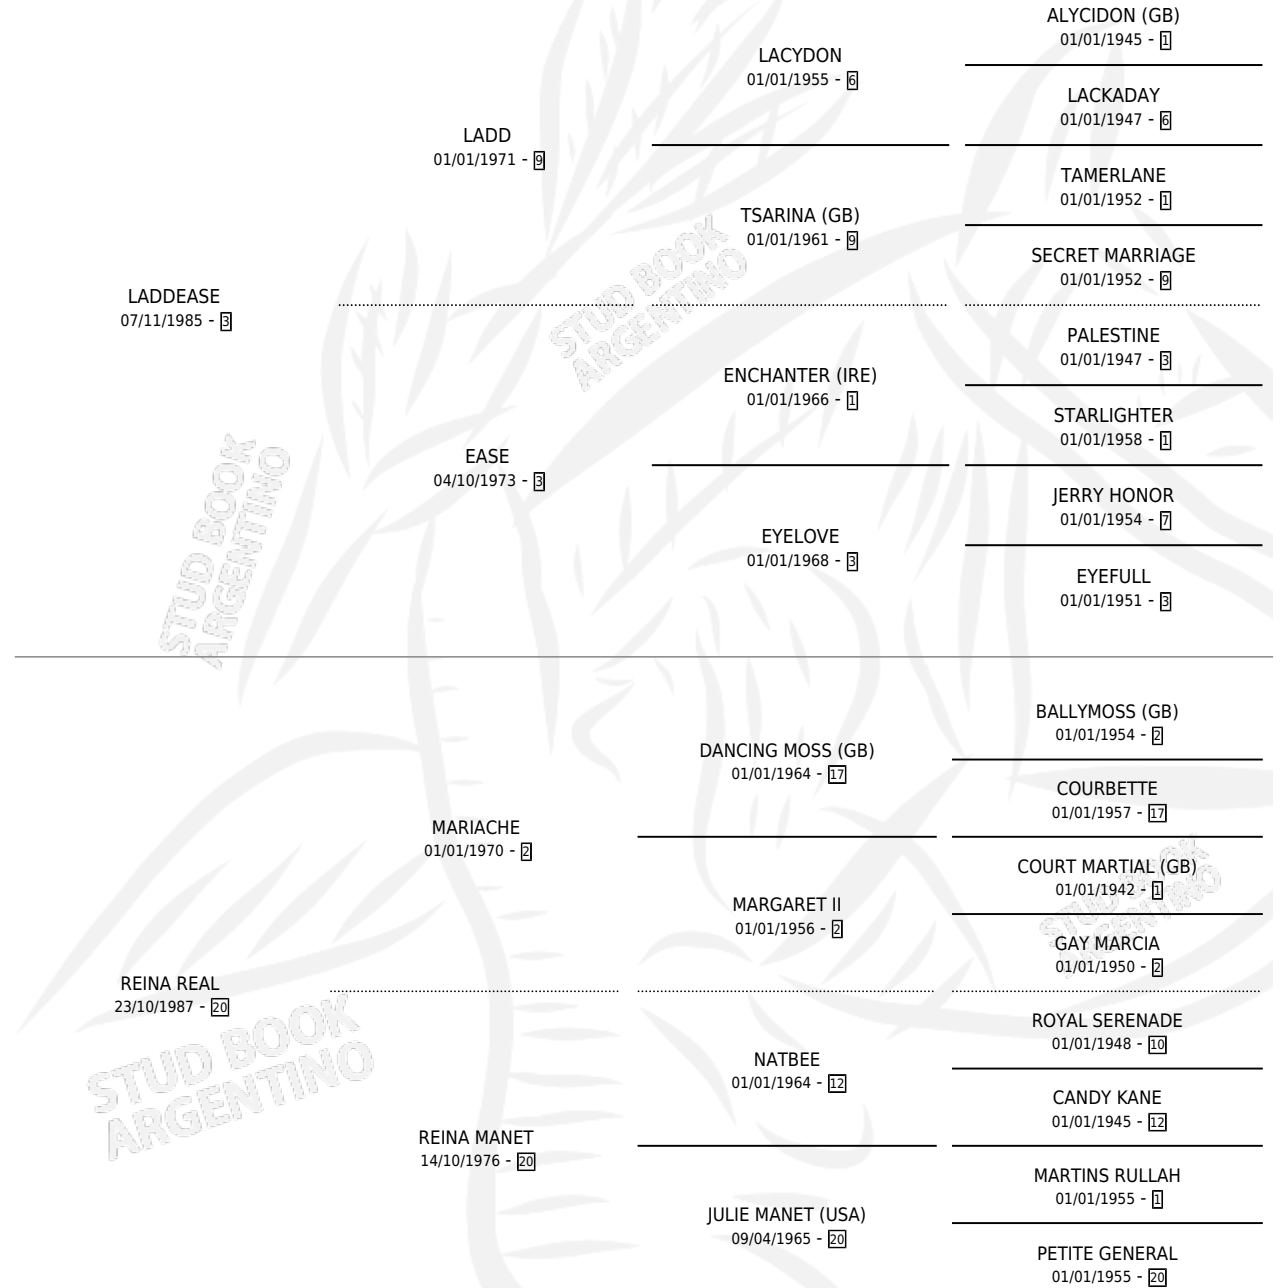 ALYCIDON (GB)
01/01/1945 - 1
LACYDON
01/01/1955 - 6
LACKADAY
01/01/1947 - 6
LADD
01/01/1971 - 9
TAMERLANE
01/01/1952 - 1
TSARINA (GB)
01/01/1961 - 9
SECRET MARRIAGE
01/01/1952 - 9
LADDEASE
07/11/1985 - 3
PALESTINE
01/01/1947 - 3
ENCHANTER (IRE)
01/01/1966 - 1
STARLIGHTER
01/01/1958 - 1
EASE
04/10/1973 - 3
JERRY HONOR
01/01/1954 - 7
EYELOVE
01/01/1968 - 3
EYEFULL
01/01/1951 - 3
BALLYMOSS (GB)
01/01/1954 - 2
DANCING MOSS (GB)
01/01/1964 - 17
COURBETTE
01/01/1957 - 17
MARIACHE
01/01/1970 - 2
COURT MARTIAL (GB)
01/01/1942 - 1
MARGARET II
01/01/1956 - 2
GAY MARCIA
01/01/1950 - 2
REINA REAL
23/10/1987 - 20
ROYAL SERENADE
01/01/1948 - 10
NATBEE
01/01/1964 - 12
CANDY KANE
01/01/1945 - 12
REINA MANET
14/10/1976 - 20
MARTINS RULLAH
01/01/1955 - 1
JULIE MANET (USA)
09/04/1965 - 20
PETITE GENERAL
01/01/1955 - 20
STUD BOOK
ARGENTINO
STUD BOOK
ARGENTINO
STUD BOOK
ARGENTINO
STUD BOOK
ARGENTINO